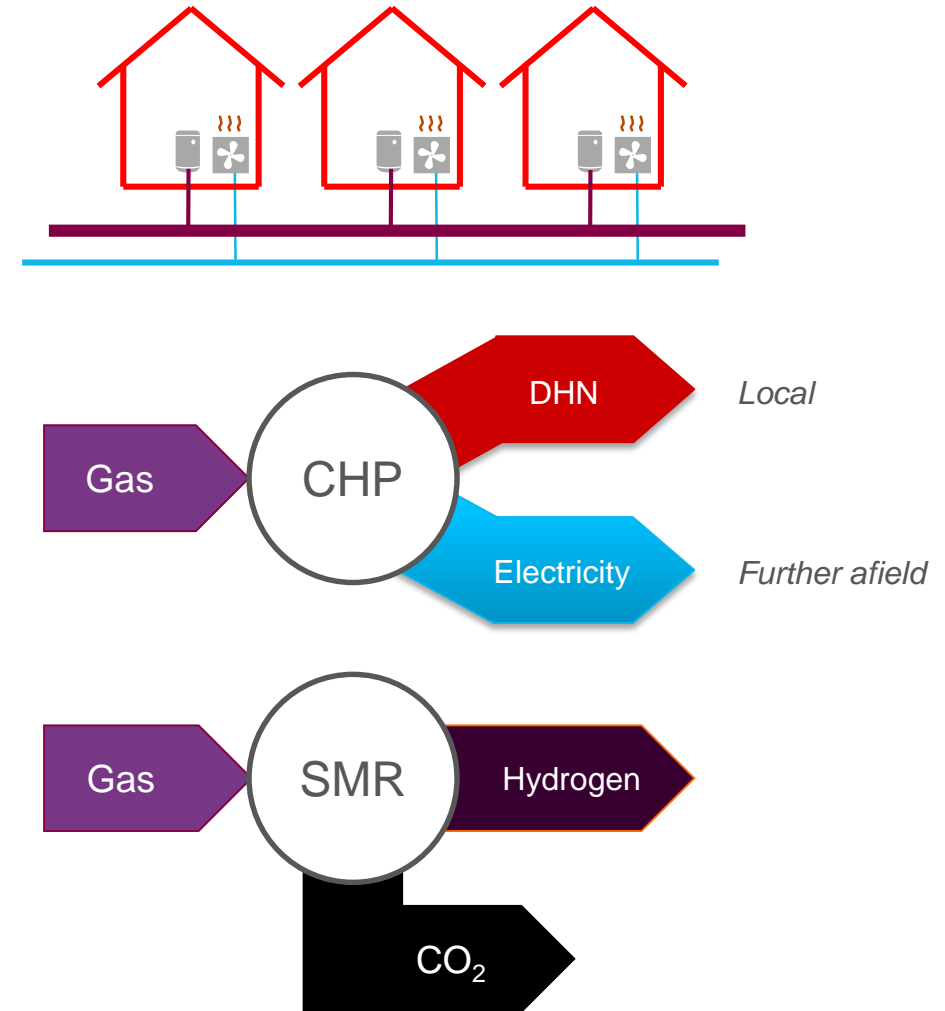 DHN
Local
Gas
CHP
Electricity
Further afield
Gas
SMR
Hydrogen
CO₂